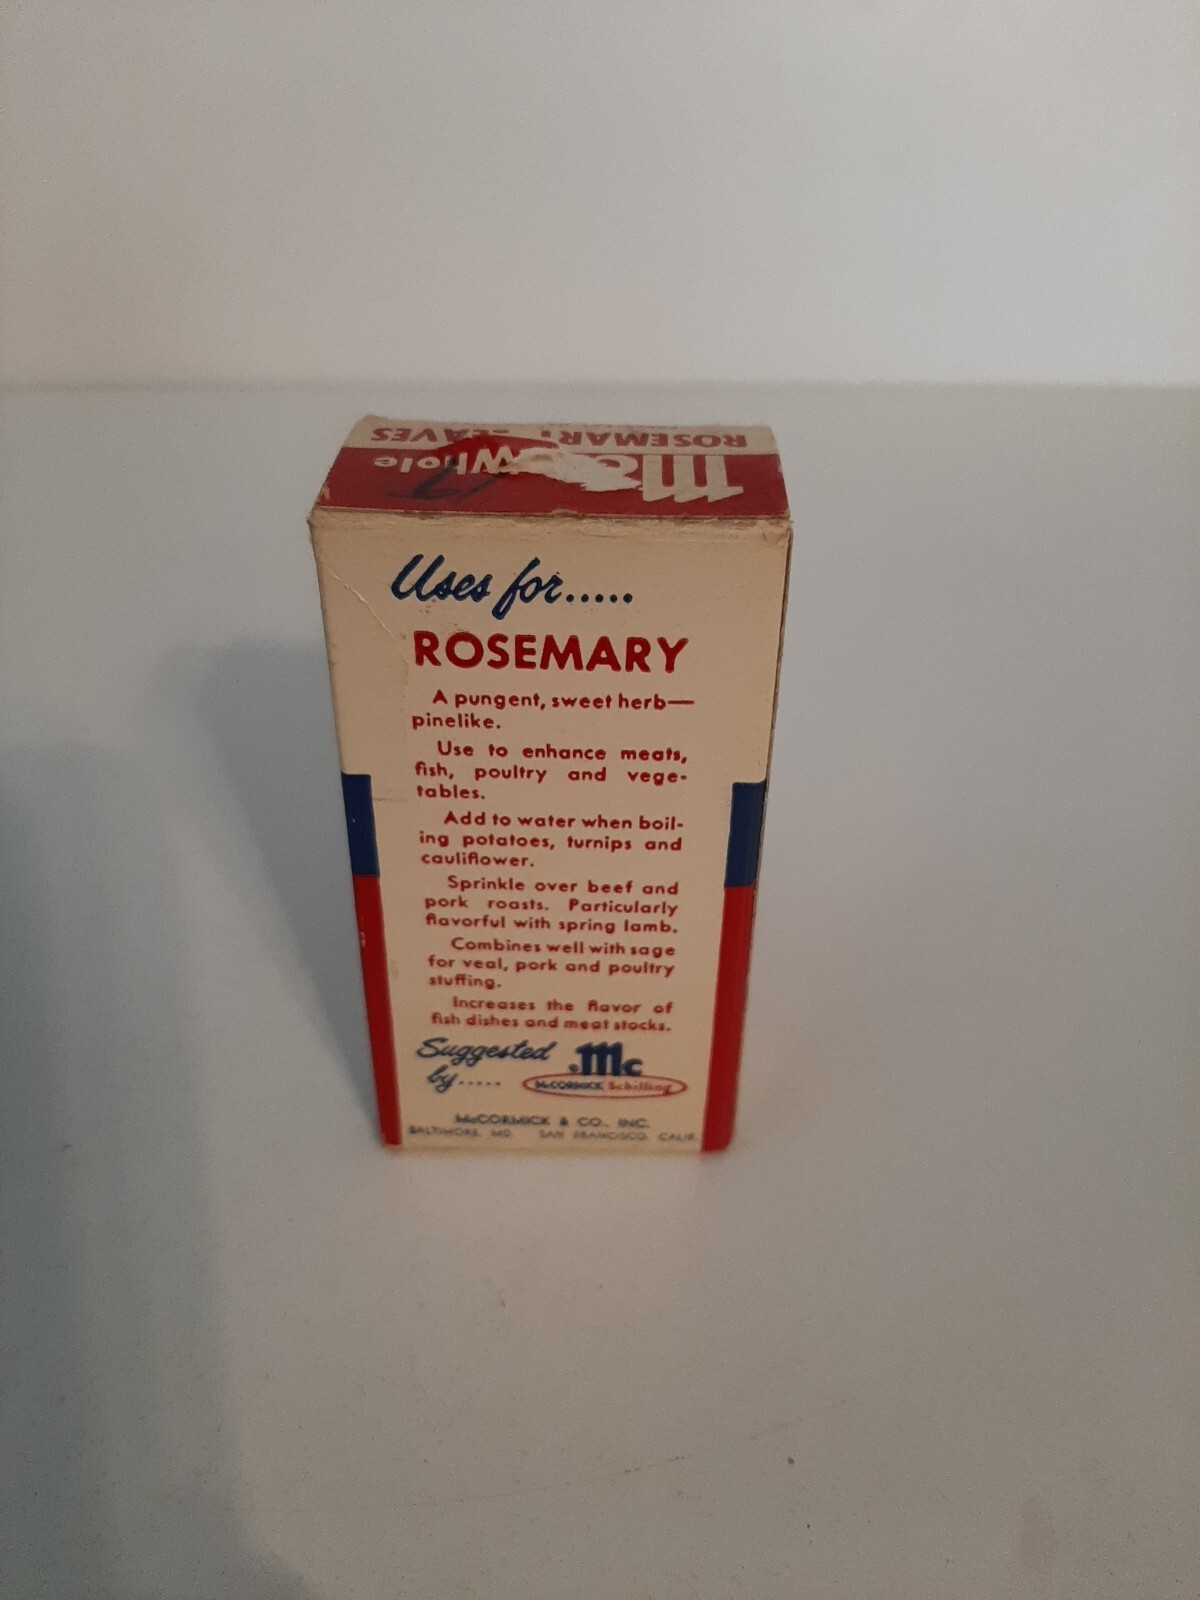 ROSEMARY LEAVES
Mc Whole
19
Uses for.....
ROSEMARY
A pungent, sweet herb—
pinelike.
Use to enhance meats,
fish, poultry and vege-
tables.
Add to water when boil-
ing potatoes, turnips and
cauliflower.
Sprinkle over beef and
pork roasts. Particularly
flavorful with spring lamb.
Combines well with sage
for veal, pork and poultry
stuffing.
Increases the flavor of
fish dishes and meat stocks.
Suggested
by.....
Mc
McCORMICK Schilling
McCORMICK & CO., INC.
BALTIMORE, MD. SAN FRANCISCO, CALIF.